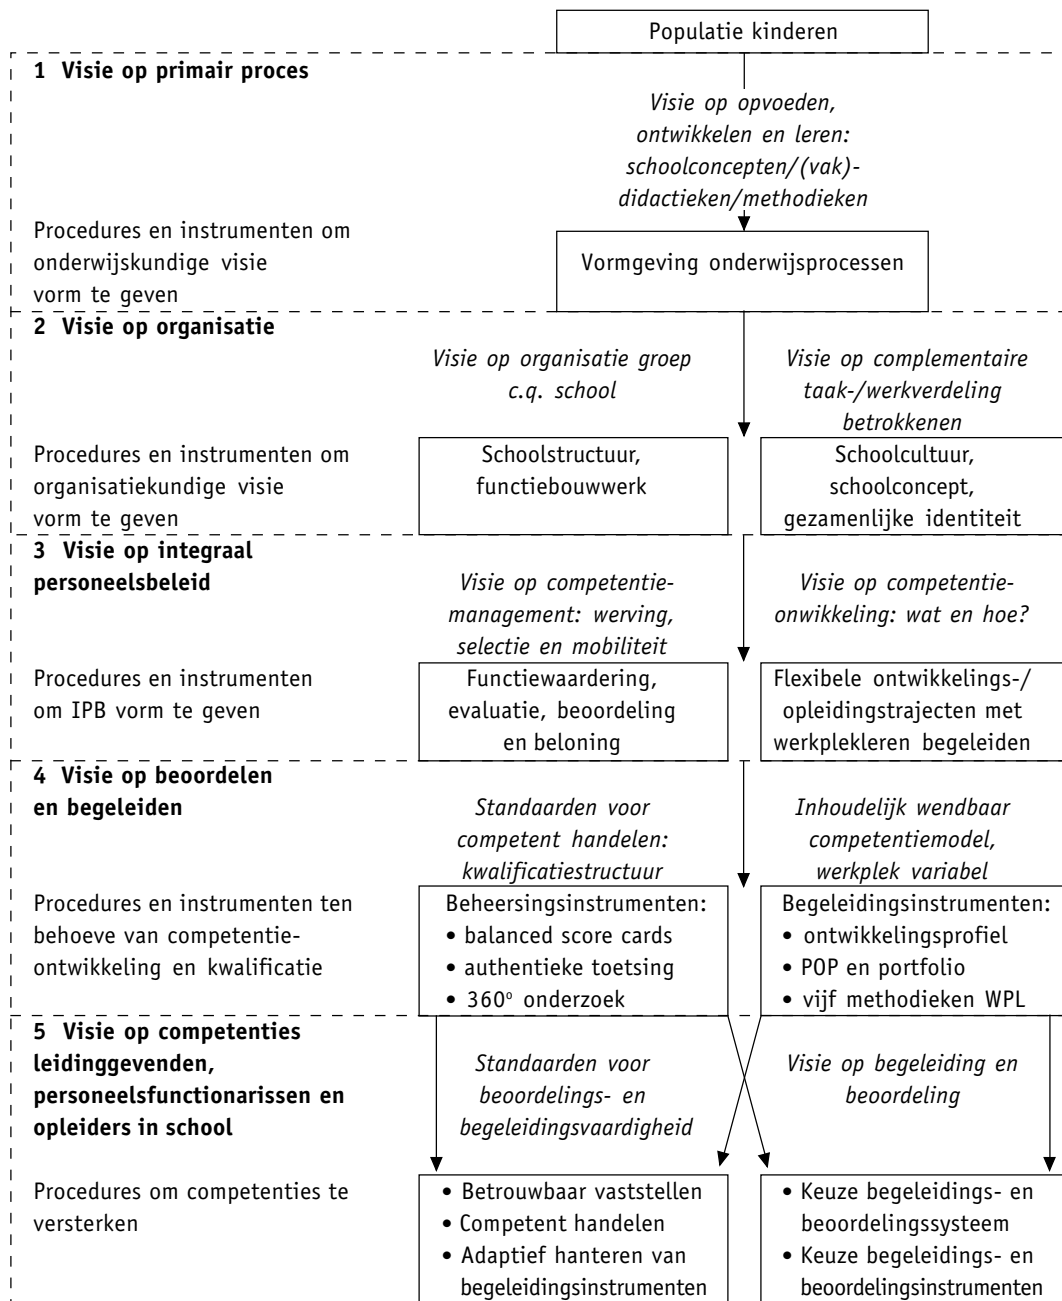 Populatie kinderen
1 Visie op primair proces
Visie op opvoeden,
ontwikkelen en leren:
schoolconcepten/(vak)-
didactieken/methodieken
Procedures en instrumenten om
onderwijskundige visie
vorm te geven
Vormgeving onderwijsprocessen
2 Visie op organisatie
Visie op organisatie groep
c.q. school
Visie op complementaire
taak-/werkverdeling
betrokkenen
Procedures en instrumenten om
organisatiekundige visie
vorm te geven
Schoolstructuur,
functiebouwwerk
Schoolcultuur,
schoolconcept,
gezamenlijke identiteit
3 Visie op integraal
personeelsbeleid
Visie op competentie-
management: werving,
selectie en mobiliteit
Visie op competentie-
onwikkeling: wat en hoe?
Procedures en instrumenten
om IPB vorm te geven
Functiewaardering,
evaluatie, beoordeling
en beloning
Flexibele ontwikkelings-/
opleidingstrajecten met
werkplekleren begeleiden
4 Visie op beoordelen
en begeleiden
Standaarden voor
competent handelen:
kwalificatiestructuur
Inhoudelijk wendbaar
competentiemodel,
werkplek variabel
Procedures en instrumenten ten
behoeve van competentie-
ontwikkeling en kwalificatie
Beheersingsinstrumenten:
• balanced score cards
• authentieke toetsing
• 360° onderzoek
Begeleidingsinstrumenten:
• ontwikkelingsprofiel
• POP en portfolio
• vijf methodieken WPL
5 Visie op competenties
leidinggevenden,
personeelsfunctionarissen en
opleiders in school
Standaarden voor
beoordelings- en
begeleidingsvaardigheid
Visie op begeleiding en
beoordeling
Procedures om competenties te
versterken
• Betrouwbaar vaststellen
• Competent handelen
• Adaptief hanteren van
begeleidingsinstrumenten
• Keuze begeleidings- en
beoordelingssysteem
• Keuze begeleidings- en
beoordelingsinstrumenten